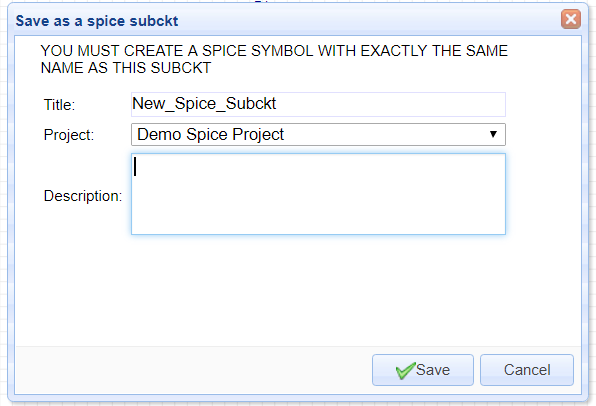 Save as a spice subckt
YOU MUST CREATE A SPICE SYMBOL WITH EXACTLY THE SAME
NAME AS THIS SUBCKT
Title: New_Spice_Subckt
Project: Demo Spice Project
Description:
Save Cancel